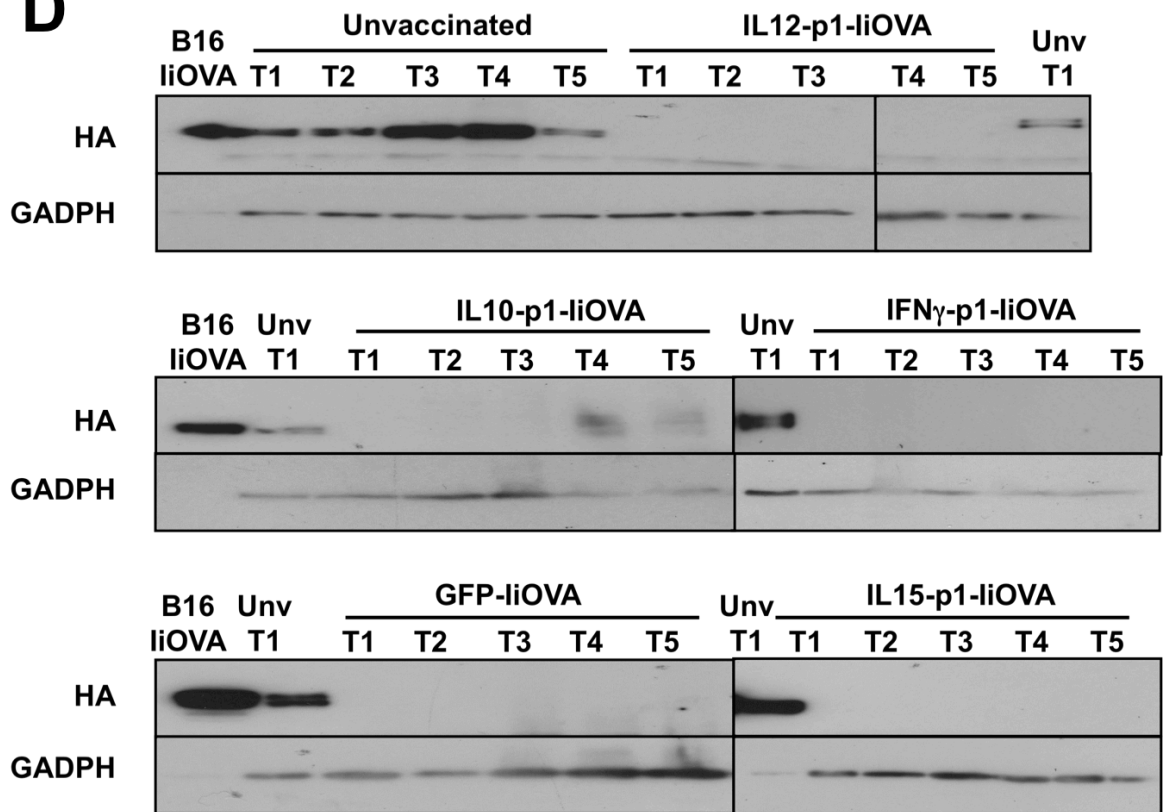 D
Unvaccinated IL12-p1-IiOVA
B16 Unv
IiOVA T1 T2 T3 T4 T5 T1 T2 T3 T4 T5 T1
HA
GADPH
IL10-p1-IiOVA IFNγ-p1-IiOVA
B16 Unv Unv
IiOVA T1 T1 T2 T3 T4 T5 T1 T1 T2 T3 T4 T5
HA
GADPH
GFP-IiOVA IL15-p1-IiOVA
B16 Unv Unv
IiOVA T1 T1 T2 T3 T4 T5 T1 T1 T2 T3 T4 T5
HA
GADPH